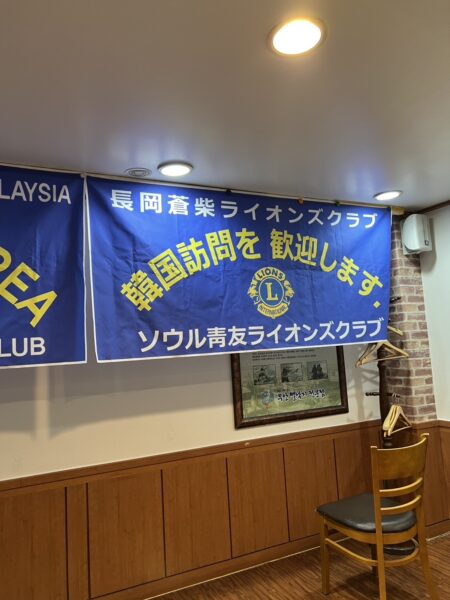 LAYSIA
REA
LUB
長岡蒼柴ライオンズクラブ
韓国訪問を 歓迎します.
LIONS
L
INTERNATIONAL
ソウル青友ライオンズクラブ